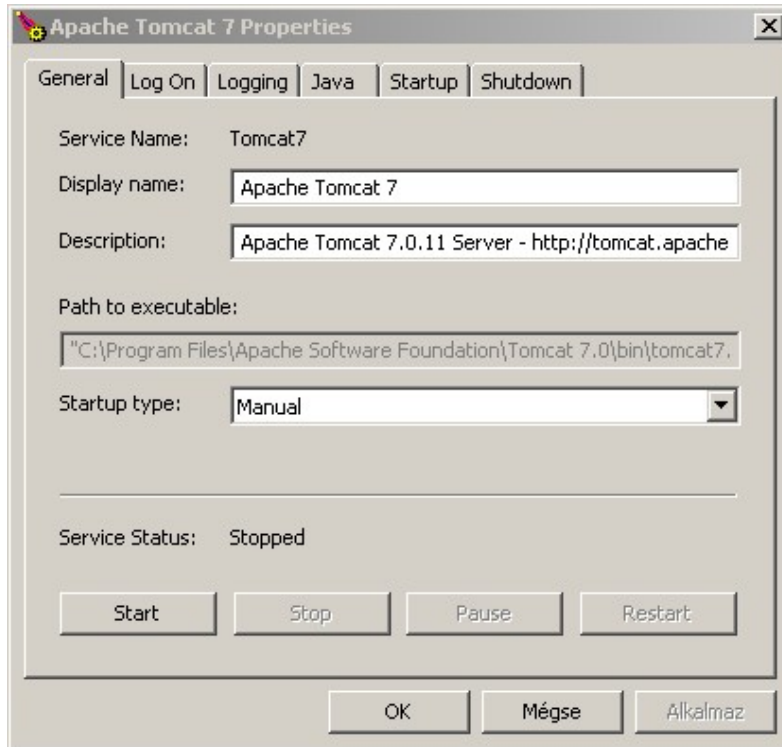 Apache Tomcat 7 Properties
General Log On Logging Java Startup Shutdown
Service Name: Tomcat7
Display name: Apache Tomcat 7
Description: Apache Tomcat 7.0.11 Server - http://tomcat.apache
Path to executable:
"C:\Program Files\Apache Software Foundation\Tomcat 7.0\bin\tomcat7.
Startup type: Manual
Service Status: Stopped
Start Stop Pause Restart
OK Mégse Alkalmaz